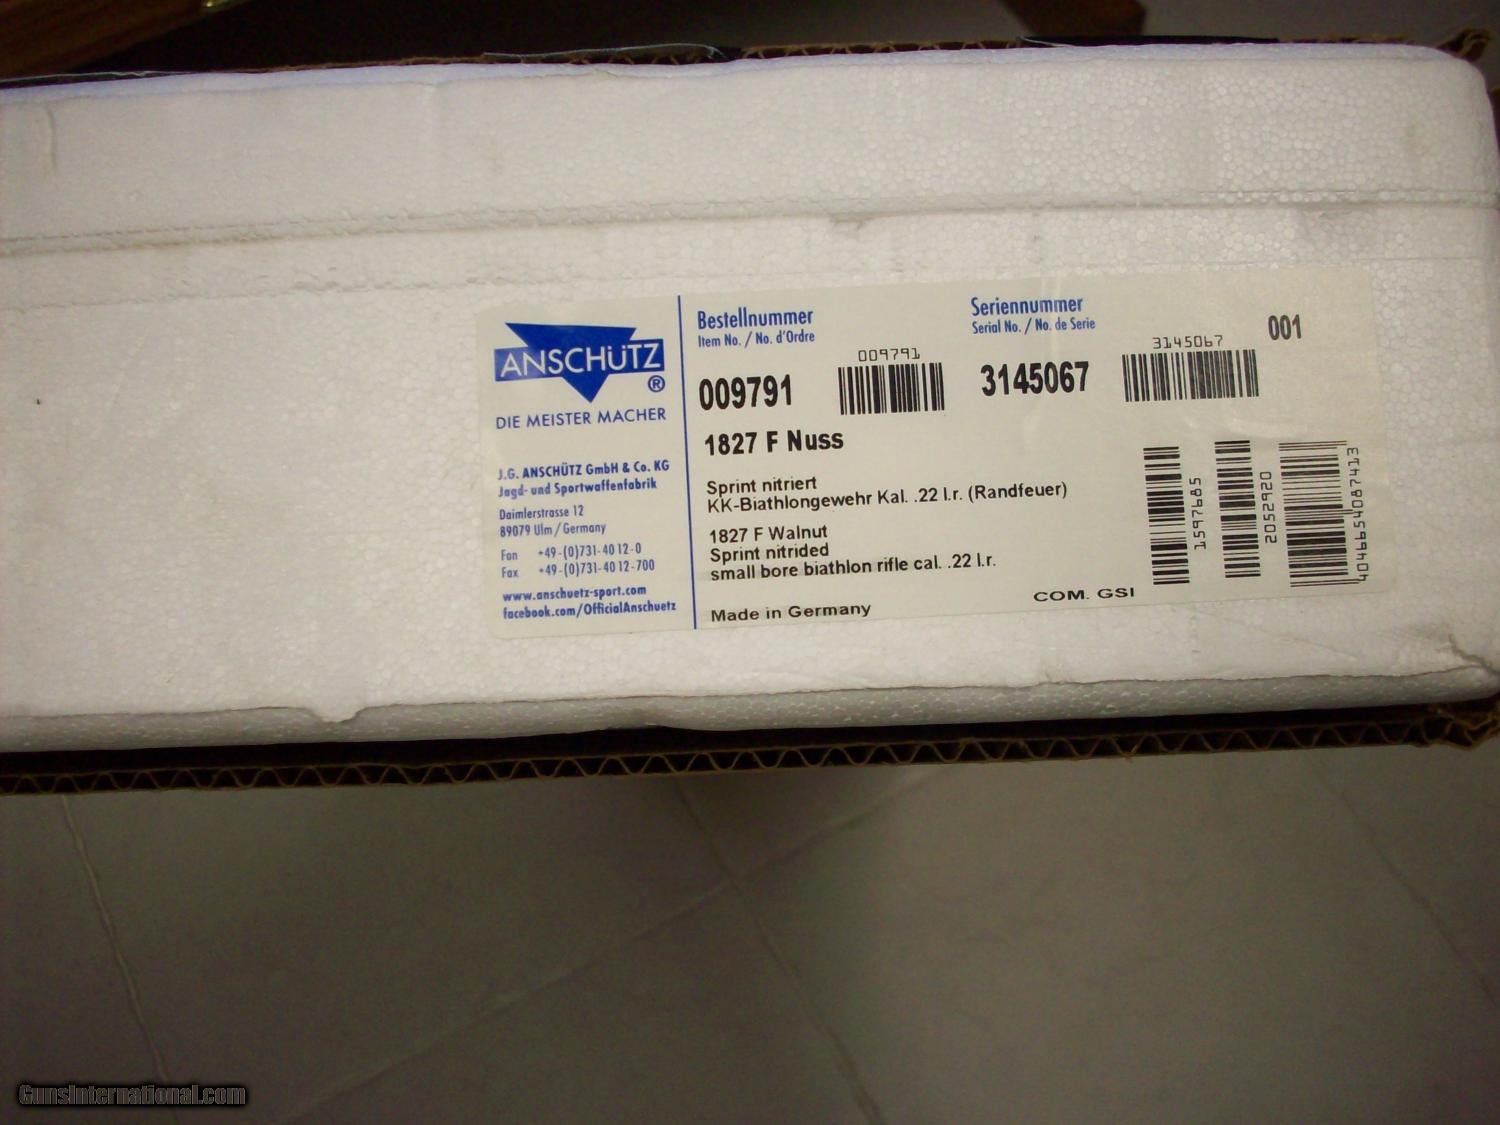 ANSCHÜTZ
®
DIE MEISTER MACHER
J.G. ANSCHÜTZ GmbH & Co. KG
Jagd- und Sportwaffenfabrik
Daimlerstrasse 12
89079 Ulm / Germany
Fon +49-(0)731-4012-0
Fax +49-(0)731-4012-700
www.anschuetz-sport.com
facebook.com/OfficialAnschuetz
Bestellnummer
Item No. / No. d'Ordre
009791
009791
Seriennummer
Serial No. / No. de Serie
3145067
3145067
001
1827 F Nuss
Sprint nitriert
KK-Biathlongewehr Kal. .22 l.r. (Randfeuer)
1827 F Walnut
Sprint nitrided
small bore biathlon rifle cal. .22 l.r.
Made in Germany
COM. GSI
1597685
2052920
4046654087413
GunsInternational.com